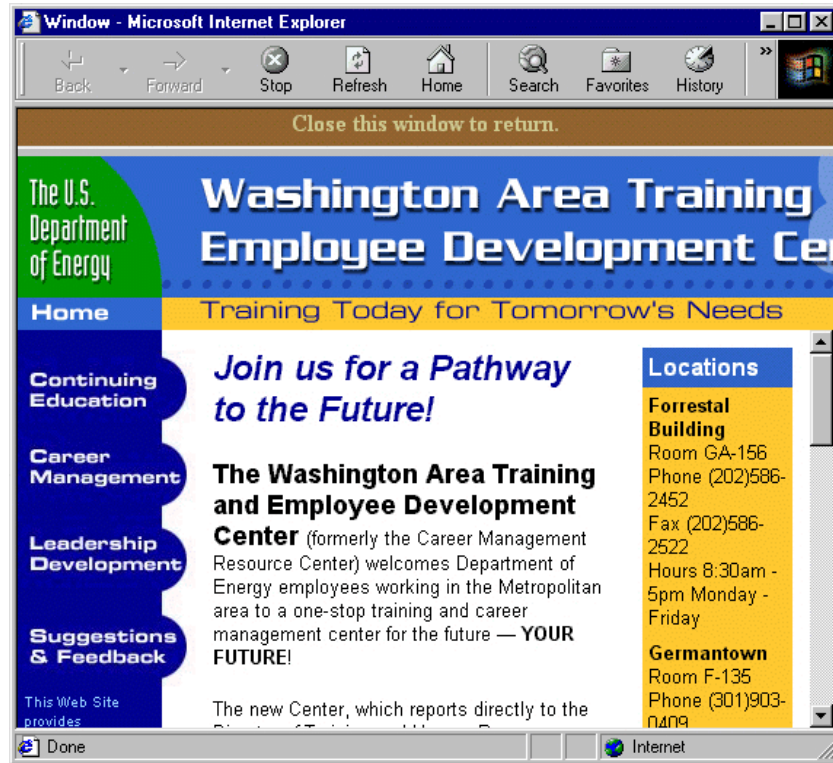 Window - Microsoft Internet Explorer
Back
Forward
Stop
Refresh
Home
Search
Favorites
History
»
Close this window to return.
The U.S.
Department
of Energy
Washington Area Training
Employee Development Ce
Home
Training Today for Tomorrow's Needs
Continuing
Education
Career
Management
Leadership
Development
Suggestions
& Feedback
This Web Site
provides
Join us for a Pathway
to the Future!
The Washington Area Training
and Employee Development
Center (formerly the Career Management
Resource Center) welcomes Department of
Energy employees working in the Metropolitan
area to a one-stop training and career
management center for the future — YOUR
FUTURE!
The new Center, which reports directly to the
Locations
Forrestal
Building
Room GA-156
Phone (202)586-
2452
Fax (202)586-
2522
Hours 8:30am -
5pm Monday -
Friday
Germantown
Room F-135
Phone (301)903-
0409
Done
Internet